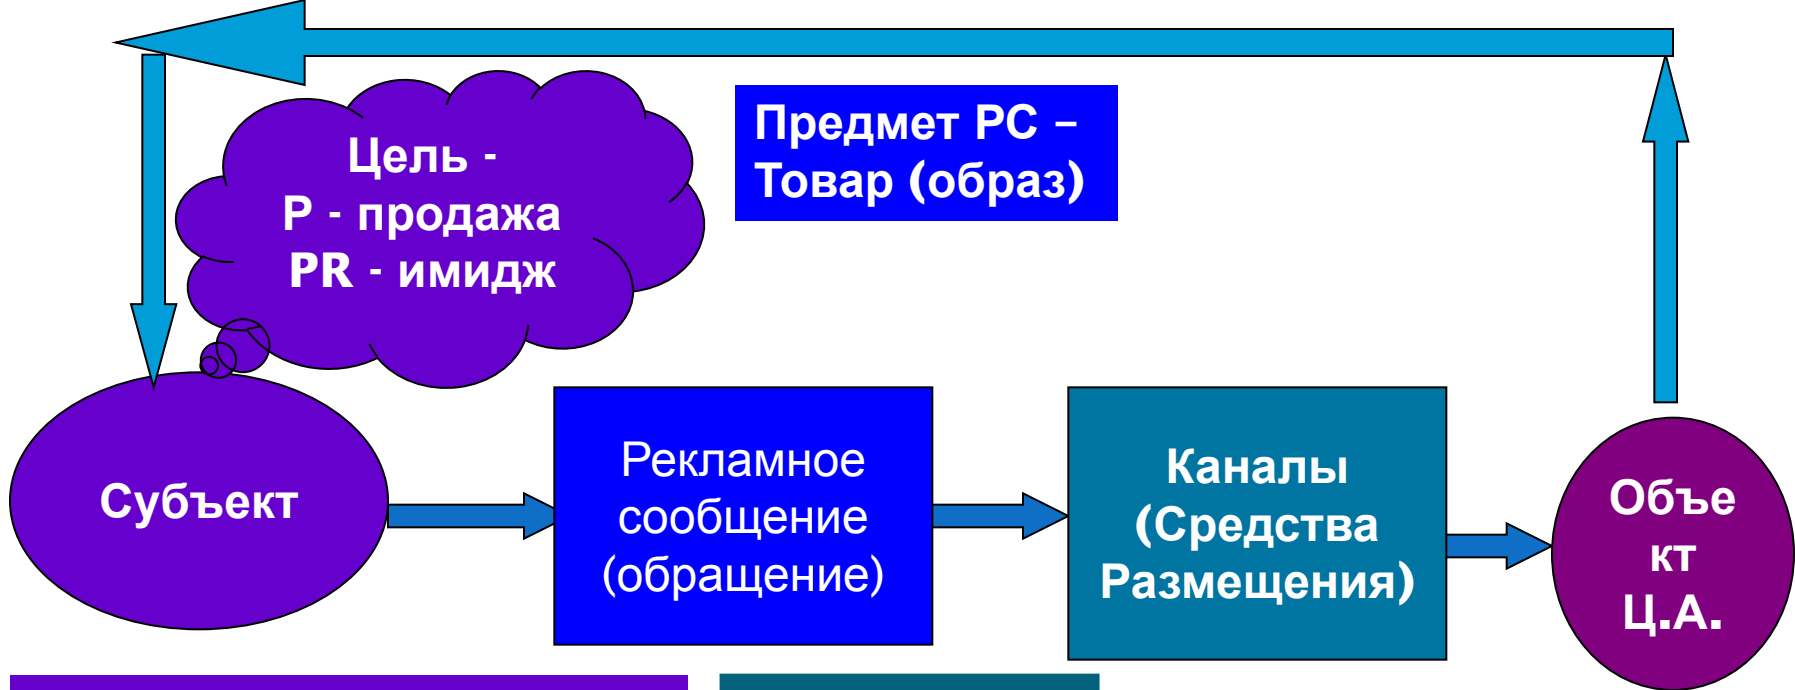 Предмет РС –
Товар (образ)
Цель -
Р - продажа
PR - имидж
Субъект
Рекламное
сообщение
(обращение)
Каналы
(Средства
Размещения)
Объе
кт
Ц.А.